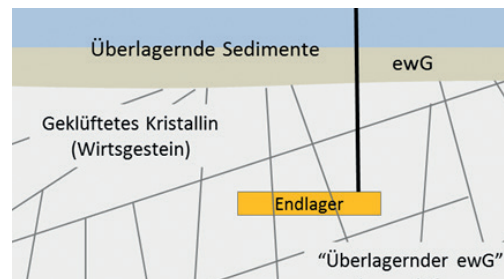 Überlagernde Sedimente
ewG
Geklüftetes Kristallin
(Wirtsgestein)
Endlager
“Überlagernder ewG”